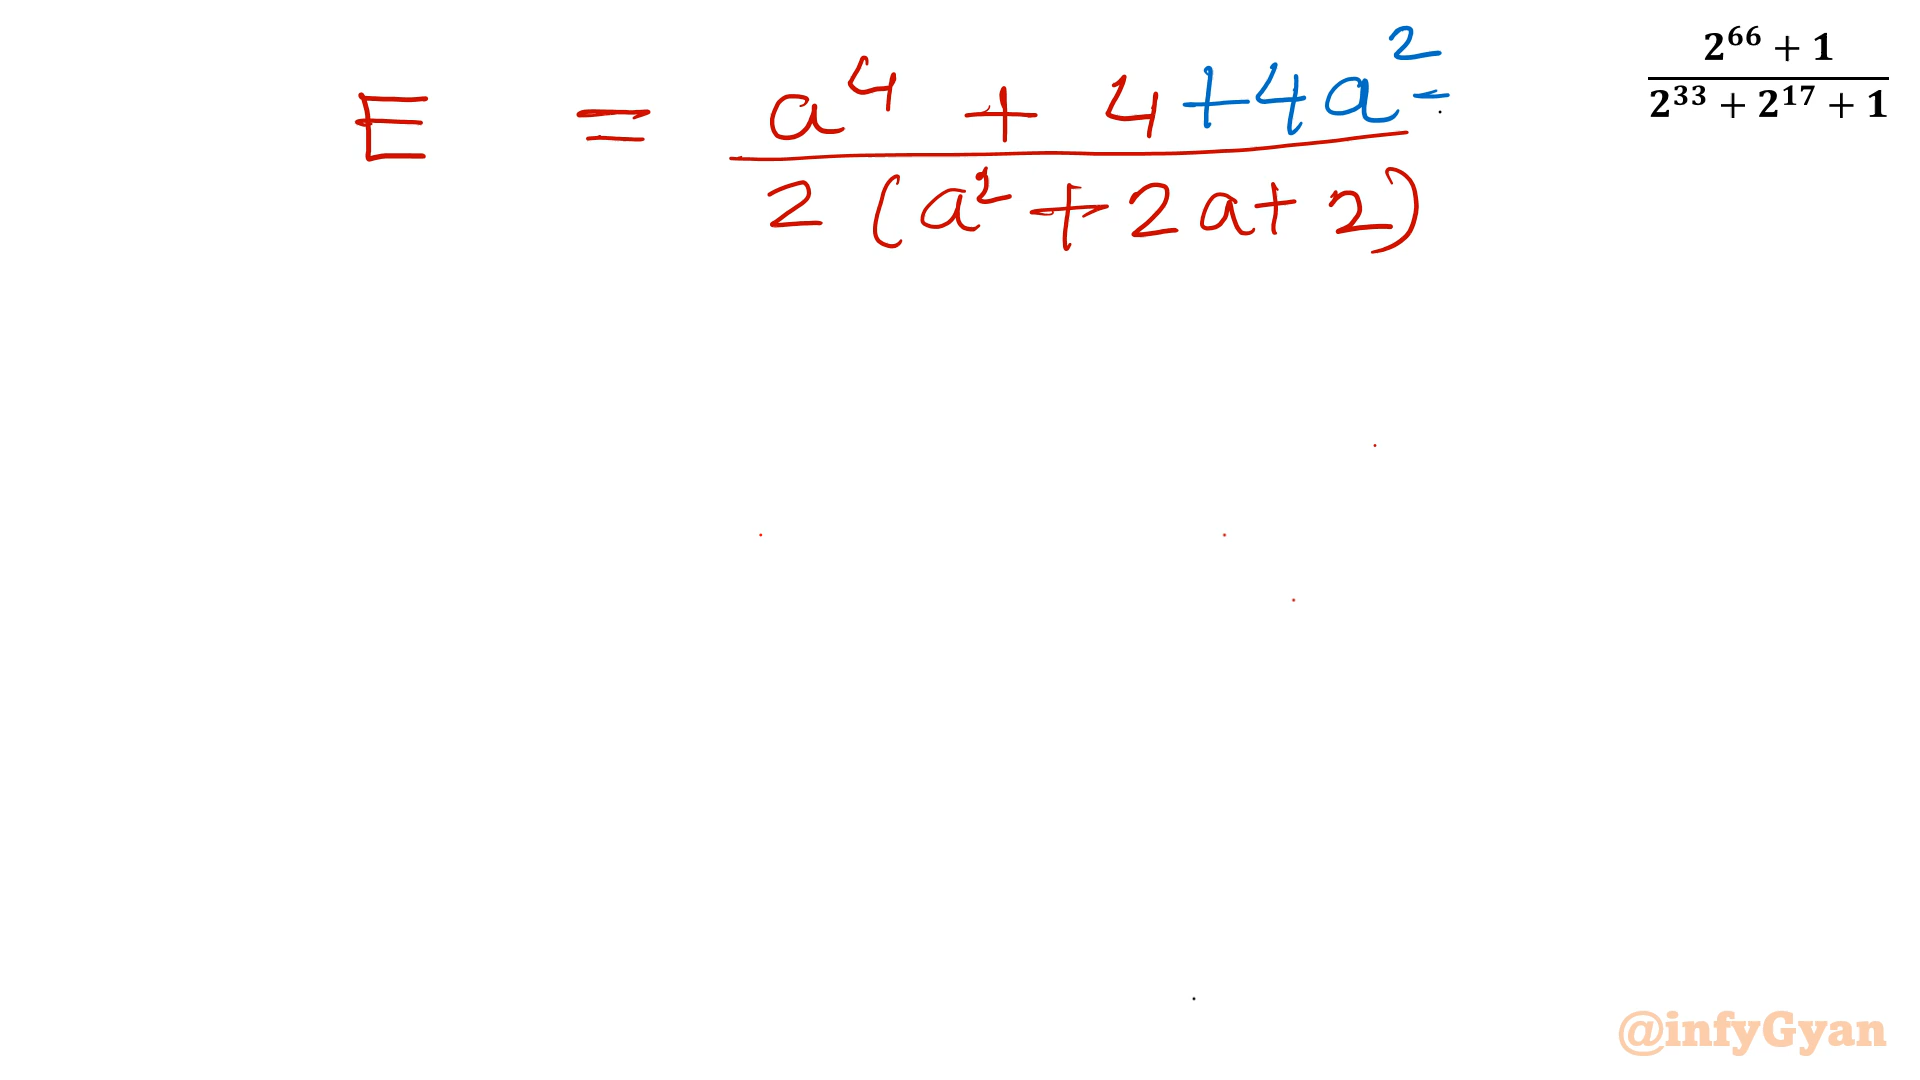 E = a⁴ + 4 + 4a² -
2 (a² + 2a + 2)
2⁶⁶ + 1
2³³ + 2¹⁷ + 1
@infyGyan